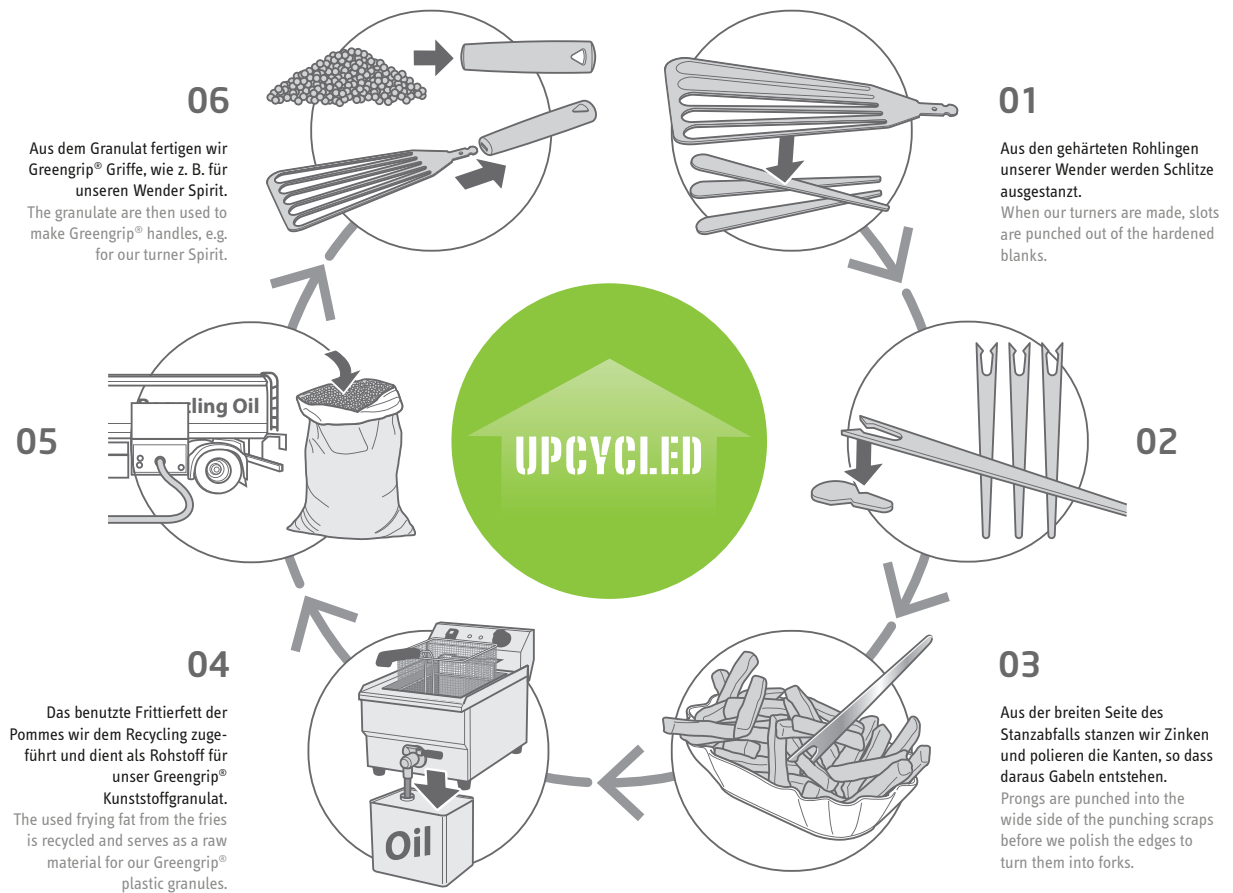 01
Aus den gehärteten Rohlingen
unserer Wender werden Schlitze
ausgestanzt.
When our turners are made, slots
are punched out of the hardened
blanks.
02
03
Aus der breiten Seite des
Stanzabfalls stanzen wir Zinken
und polieren die Kanten, so dass
daraus Gabeln entstehen.
Prongs are punched into the
wide side of the punching scraps
before we polish the edges to
turn them into forks.
04
Das benutzte Frittierfett der
Pommes wir dem Recycling zuge-
führt und dient als Rohstoff für
unser Greengrip®
Kunststoffgranulat.
The used frying fat from the fries
is recycled and serves as a raw
material for our Greengrip®
plastic granules.
Oil
05
ling Oil
06
Aus dem Granulat fertigen wir
Greengrip® Griffe, wie z. B. für
unseren Wender Spirit.
The granulate are then used to
make Greengrip® handles, e.g.
for our turner Spirit.
UPCYCLED